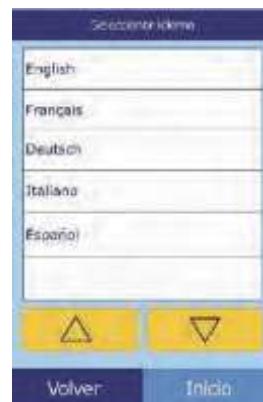 Seleccionar idioma
English
Français
Deutsch
Italiano
Español
Volver
Inicio